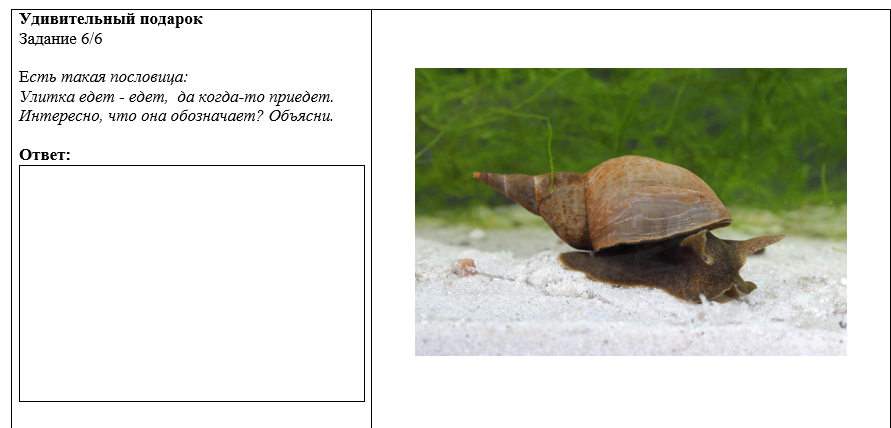 Удивительный подарок
Задание 6/6
Есть такая пословица:
Улитка едет - едет,  да когда-то приедет.
Интересно, что она обозначает? Объясни.
Ответ: